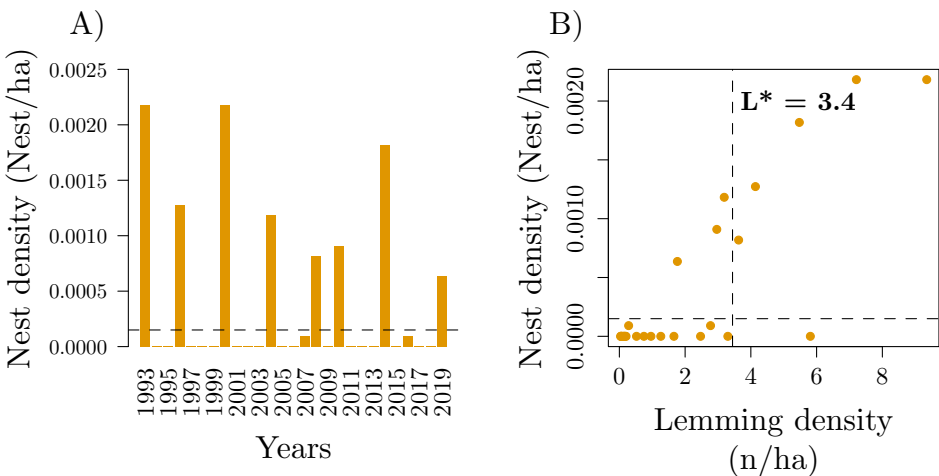 A)
Nest density (Nest/ha)
0.0025
0.0020
0.0015
0.0010
0.0005
0.0000
1993
1995
1997
1999
2001
2003
2005
2007
2009
2011
2013
2015
2017
2019
Years
B)
Nest density (Nest/ha)
0.0020
0.0010
0.0000
L* = 3.4
0 2 4 6 8
Lemming density
(n/ha)